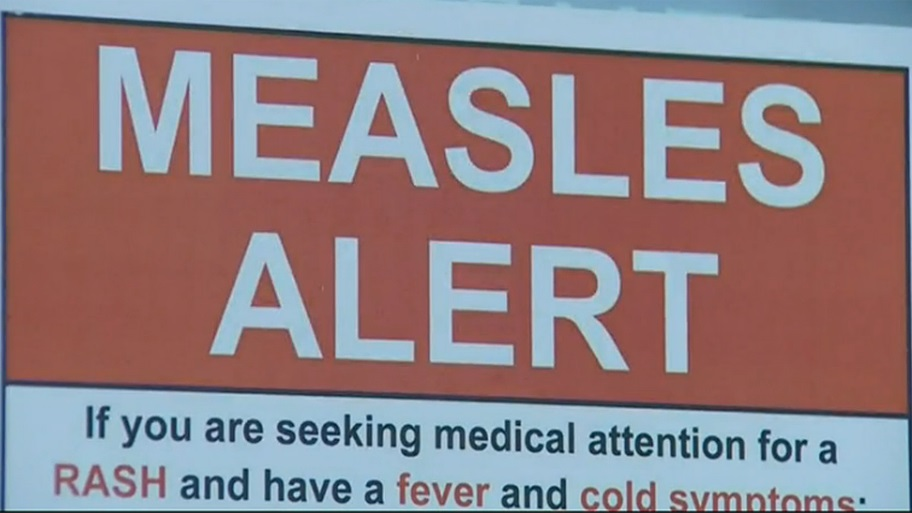 MEASLES
ALERT
If you are seeking medical attention for a
RASH and have a fever and cold symptoms: